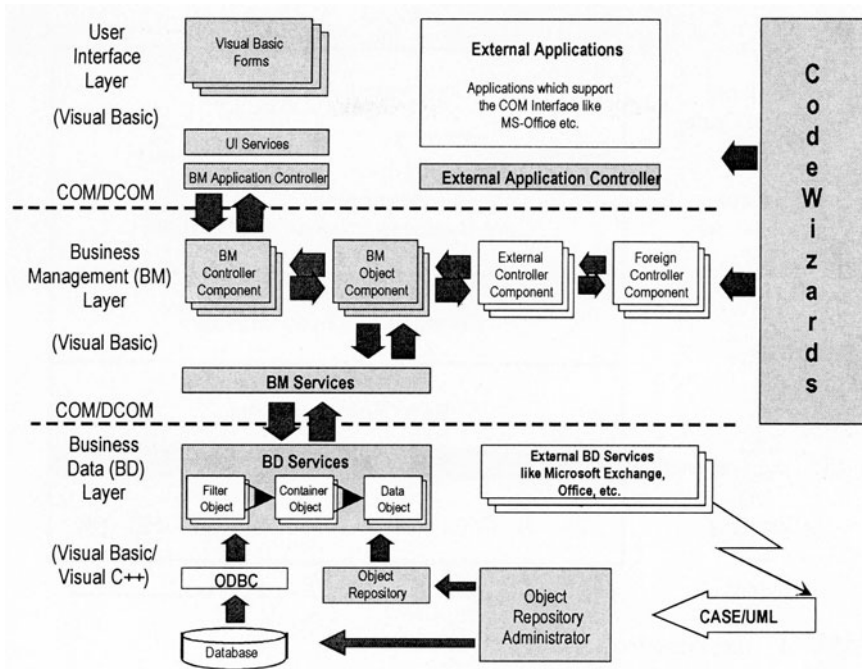 User
Interface
Layer
(Visual Basic)
COM/DCOM
Visual Basic
Forms
UI Services
BM Application Controller
External Applications
Applications which support
the COM Interface like
MS-Office etc.
External Application Controller
CodeWizards
Business
Management (BM)
Layer
(Visual Basic)
COM/DCOM
BM
Controller
Component
BM
Object
Component
External
Controller
Component
Foreign
Controller
Component
BM Services
Business
Data (BD)
Layer
(Visual Basic/
Visual C++)
BD Services
Filter
Object
Container
Object
Data
Object
External BD Services
like Microsoft Exchange,
Office, etc.
ODBC
Object
Repository
Database
Object
Repository
Administrator
CASE/UML